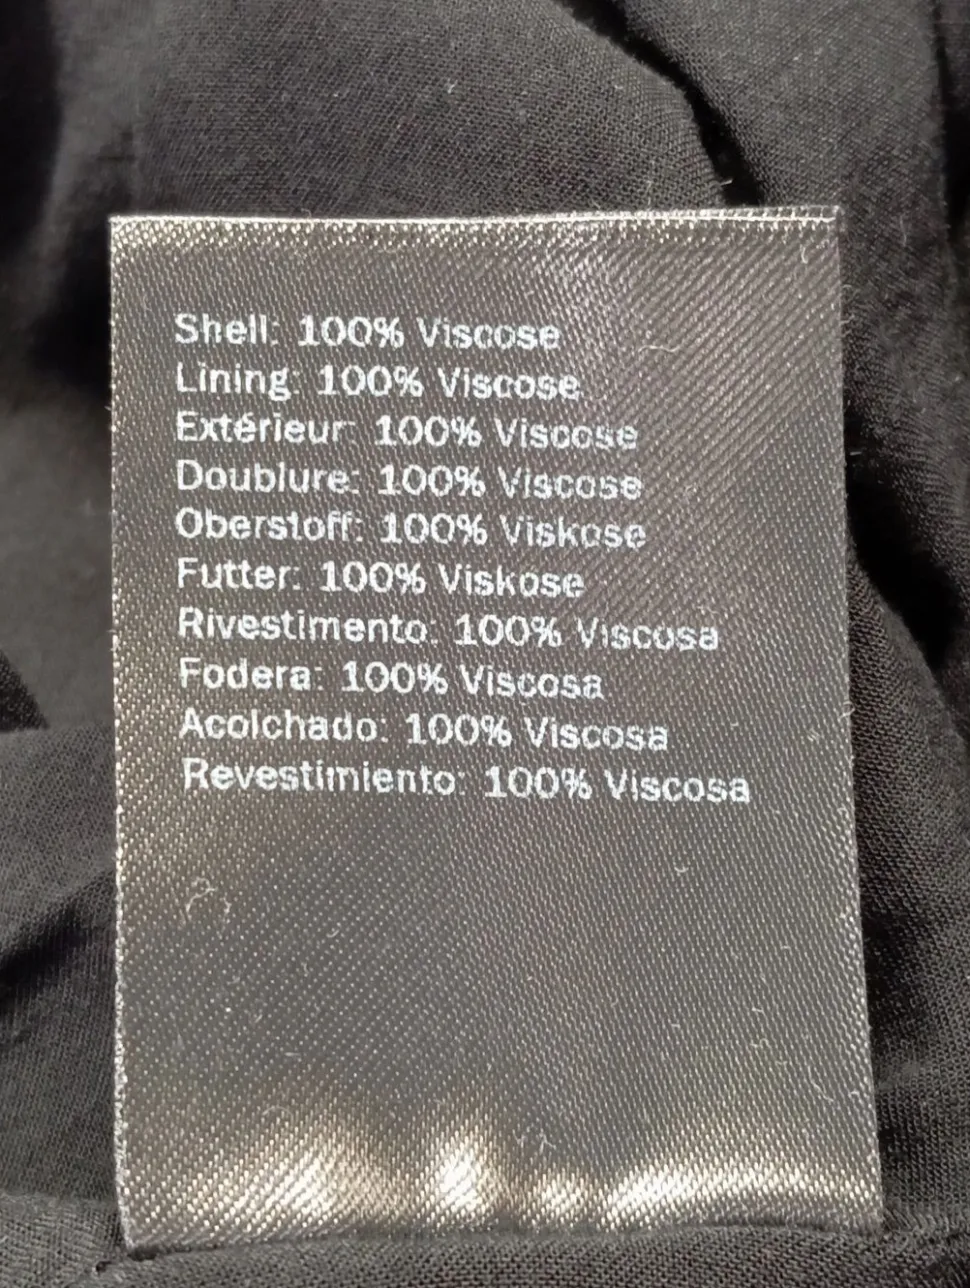 Shell: 100% Viscose
Lining: 100% Viscose
Extérieur: 100% Viscose
Doublure: 100% Viscose
Oberstoff: 100% Viskose
Futter: 100% Viskose
Rivestimento: 100% Viscosa
Fodera: 100% Viscosa
Acolchado: 100% Viscosa
Revestimiento: 100% Viscosa